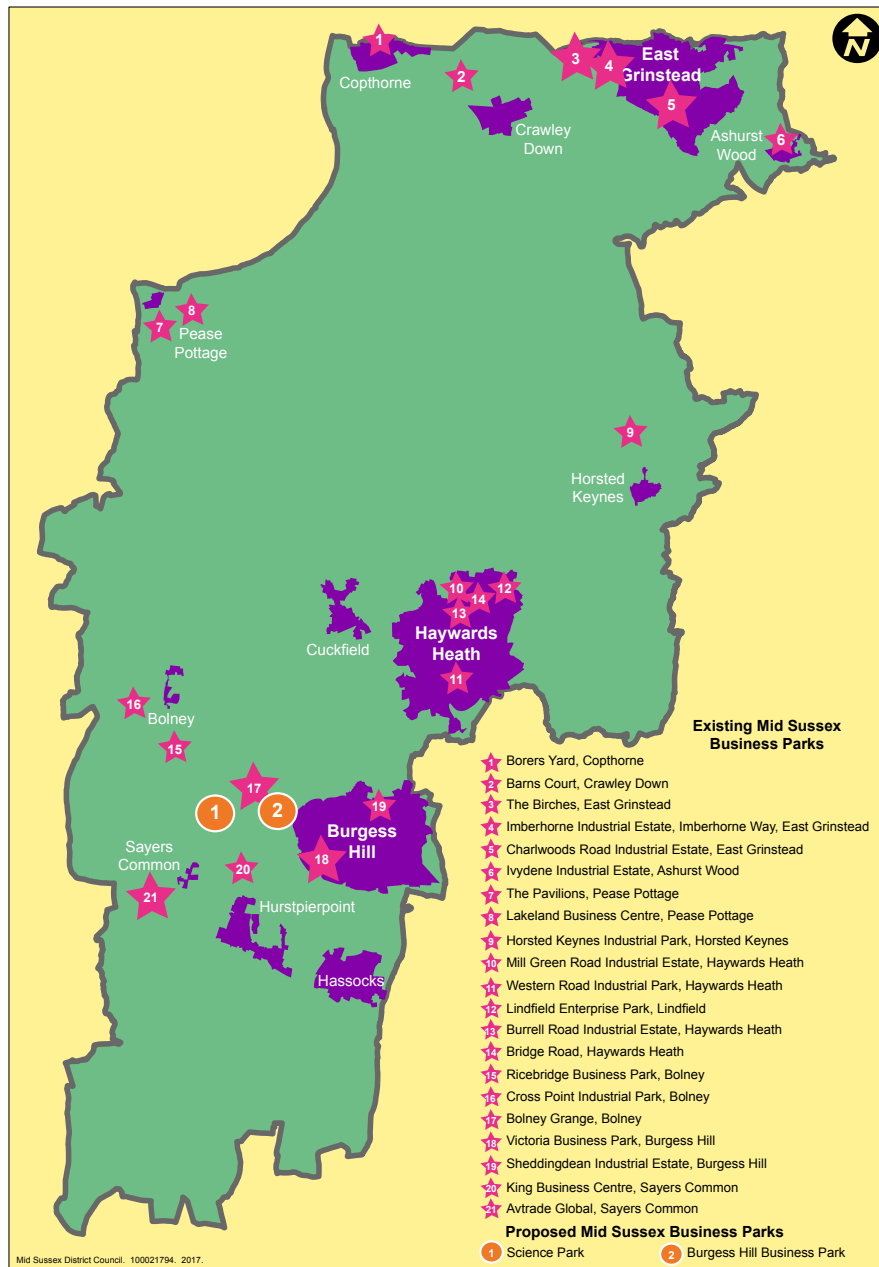 N
1
Copthorne
2
3
4
East
Grinstead
5
Crawley
Down
Ashurst
Wood
6
8
7
Pease
Pottage
9
Horsted
Keynes
10
12
14
13
Cuckfield
Haywards
Heath
11
16
Bolney
15
17
1
2
19
Burgess
Hill
18
Sayers
Common
20
21
Hurstpierpoint
Hassocks
Existing Mid Sussex
Business Parks
1 Borers Yard, Copthorne
2 Barns Court, Crawley Down
3 The Birches, East Grinstead
4 Imberhorne Industrial Estate, Imberhorne Way, East Grinstead
5 Charlwoods Road Industrial Estate, East Grinstead
6 Ivydene Industrial Estate, Ashurst Wood
7 The Pavilions, Pease Pottage
8 Lakeland Business Centre, Pease Pottage
9 Horsted Keynes Industrial Park, Horsted Keynes
10 Mill Green Road Industrial Estate, Haywards Heath
11 Western Road Industrial Park, Haywards Heath
12 Lindfield Enterprise Park, Lindfield
13 Burrell Road Industrial Estate, Haywards Heath
14 Bridge Road, Haywards Heath
15 Ricebridge Business Park, Bolney
16 Cross Point Industrial Park, Bolney
17 Bolney Grange, Bolney
18 Victoria Business Park, Burgess Hill
19 Sheddingdean Industrial Estate, Burgess Hill
20 King Business Centre, Sayers Common
21 Avtrade Global, Sayers Common
Proposed Mid Sussex Business Parks
1 Science Park
2 Burgess Hill Business Park
Mid Sussex District Council. 100021794. 2017.